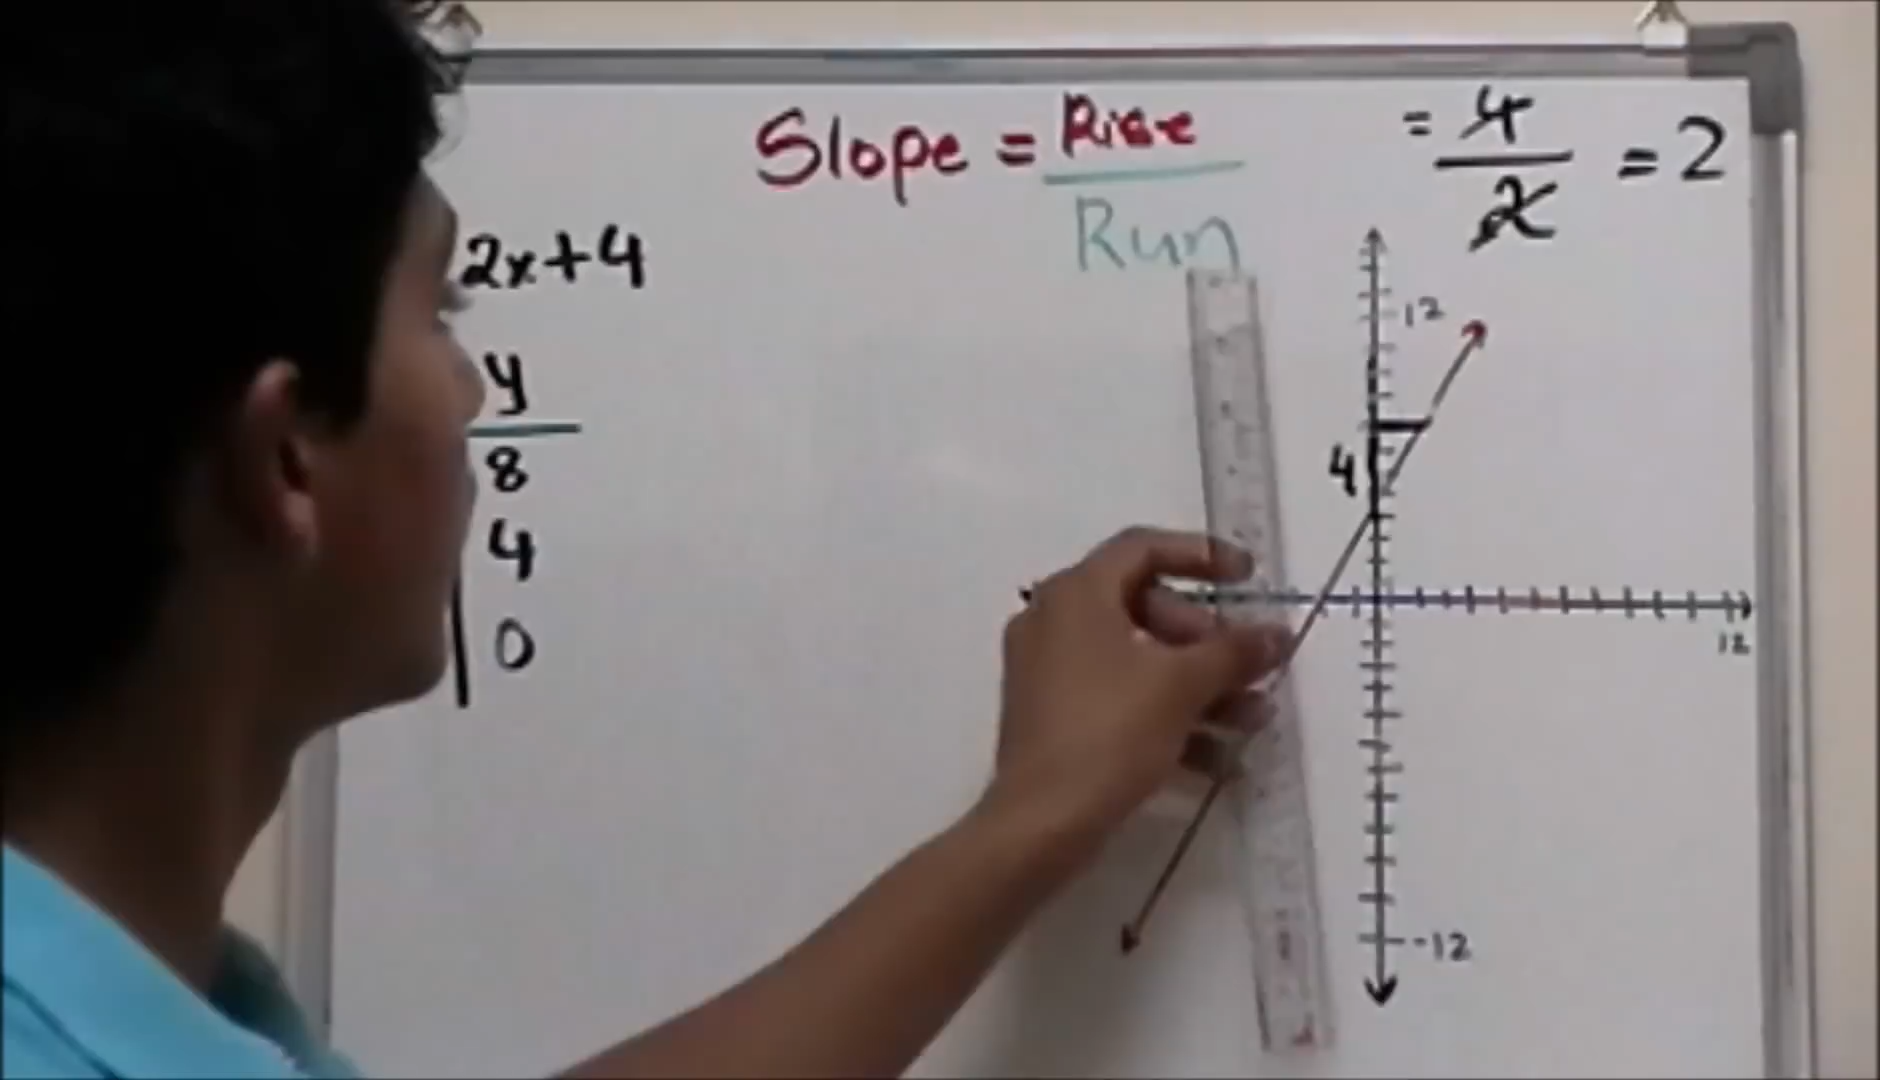 Slope = Rise
Run
= 4
2
= 2
2x+4
y
8
4
0
12
4
12
-12